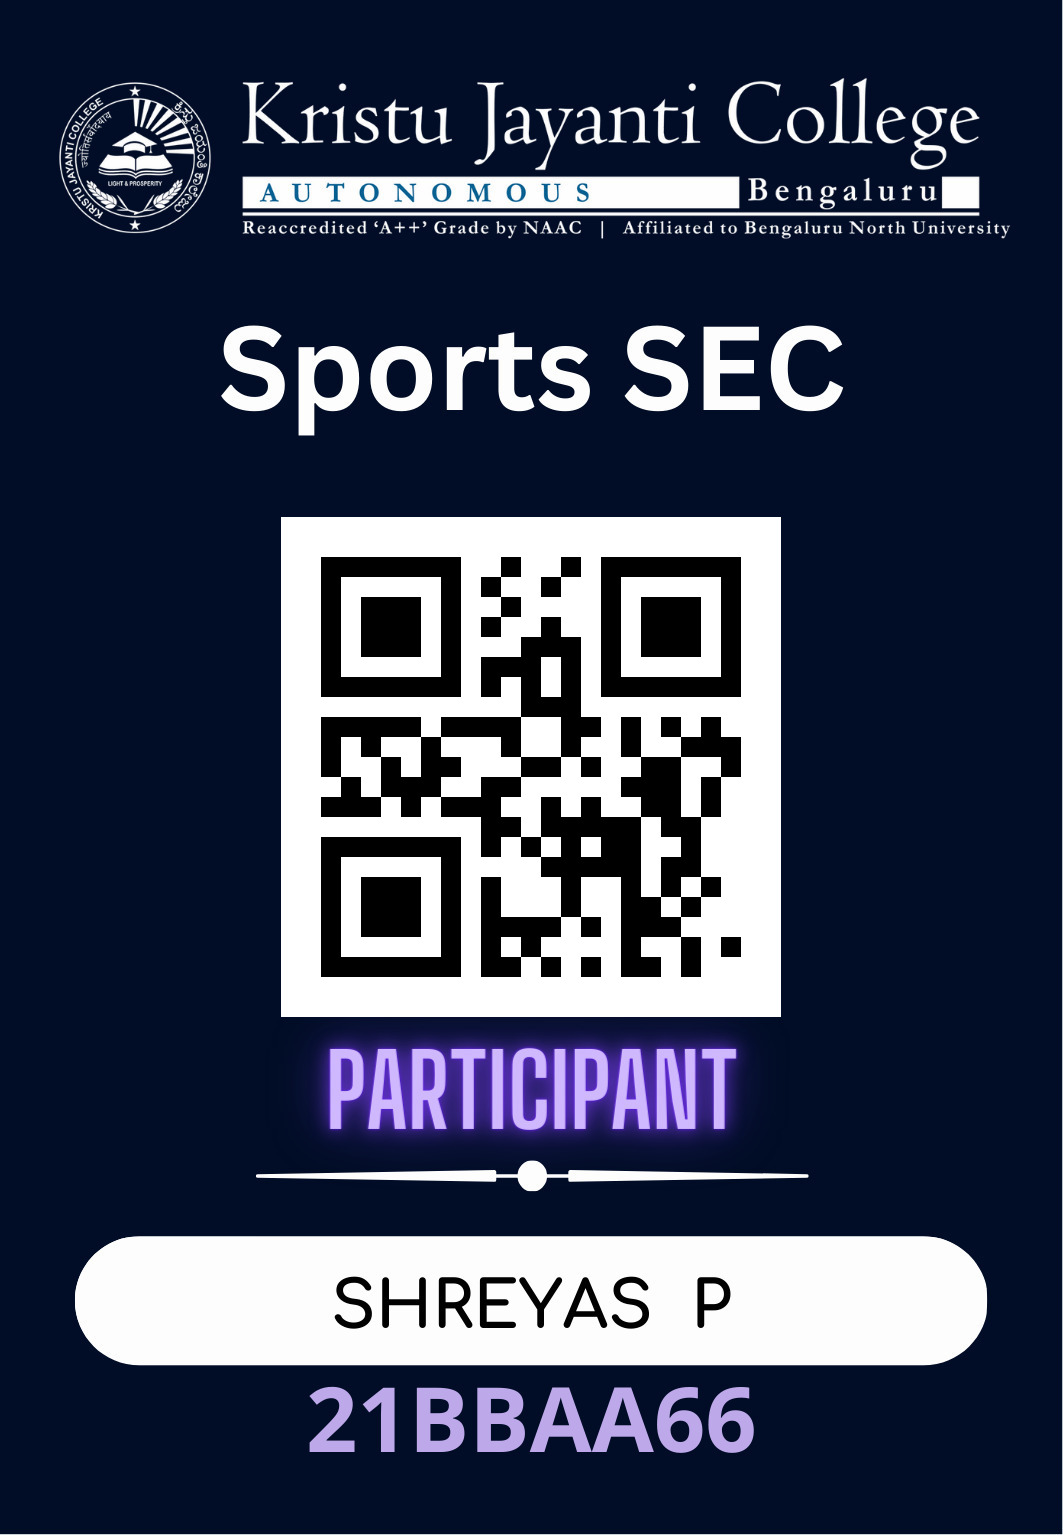 KRISTU JAYANTI COLLEGE
ज्योतिसंवादयाय
LIGHT & PROSPERITY
Kristu Jayanti College
AUTONOMOUS Bengaluru
Reaccredited ‘A++’ Grade by NAAC | Affiliated to Bengaluru North University
Sports SEC
PARTICIPANT
SHREYAS P
21BBAA66